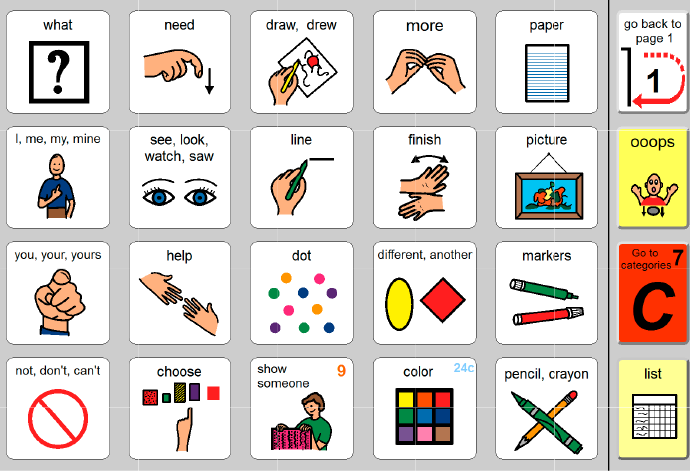 what
need
draw, drew
more
paper
go back to
page 1
?
1
I, me, my, mine
see, look,
watch, saw
line
finish
picture
ooops
you, your, yours
help
dot
different, another
markers
Go to
categories 7
C
not, don't, can't
choose
show
someone
9
color
24c
pencil, crayon
list